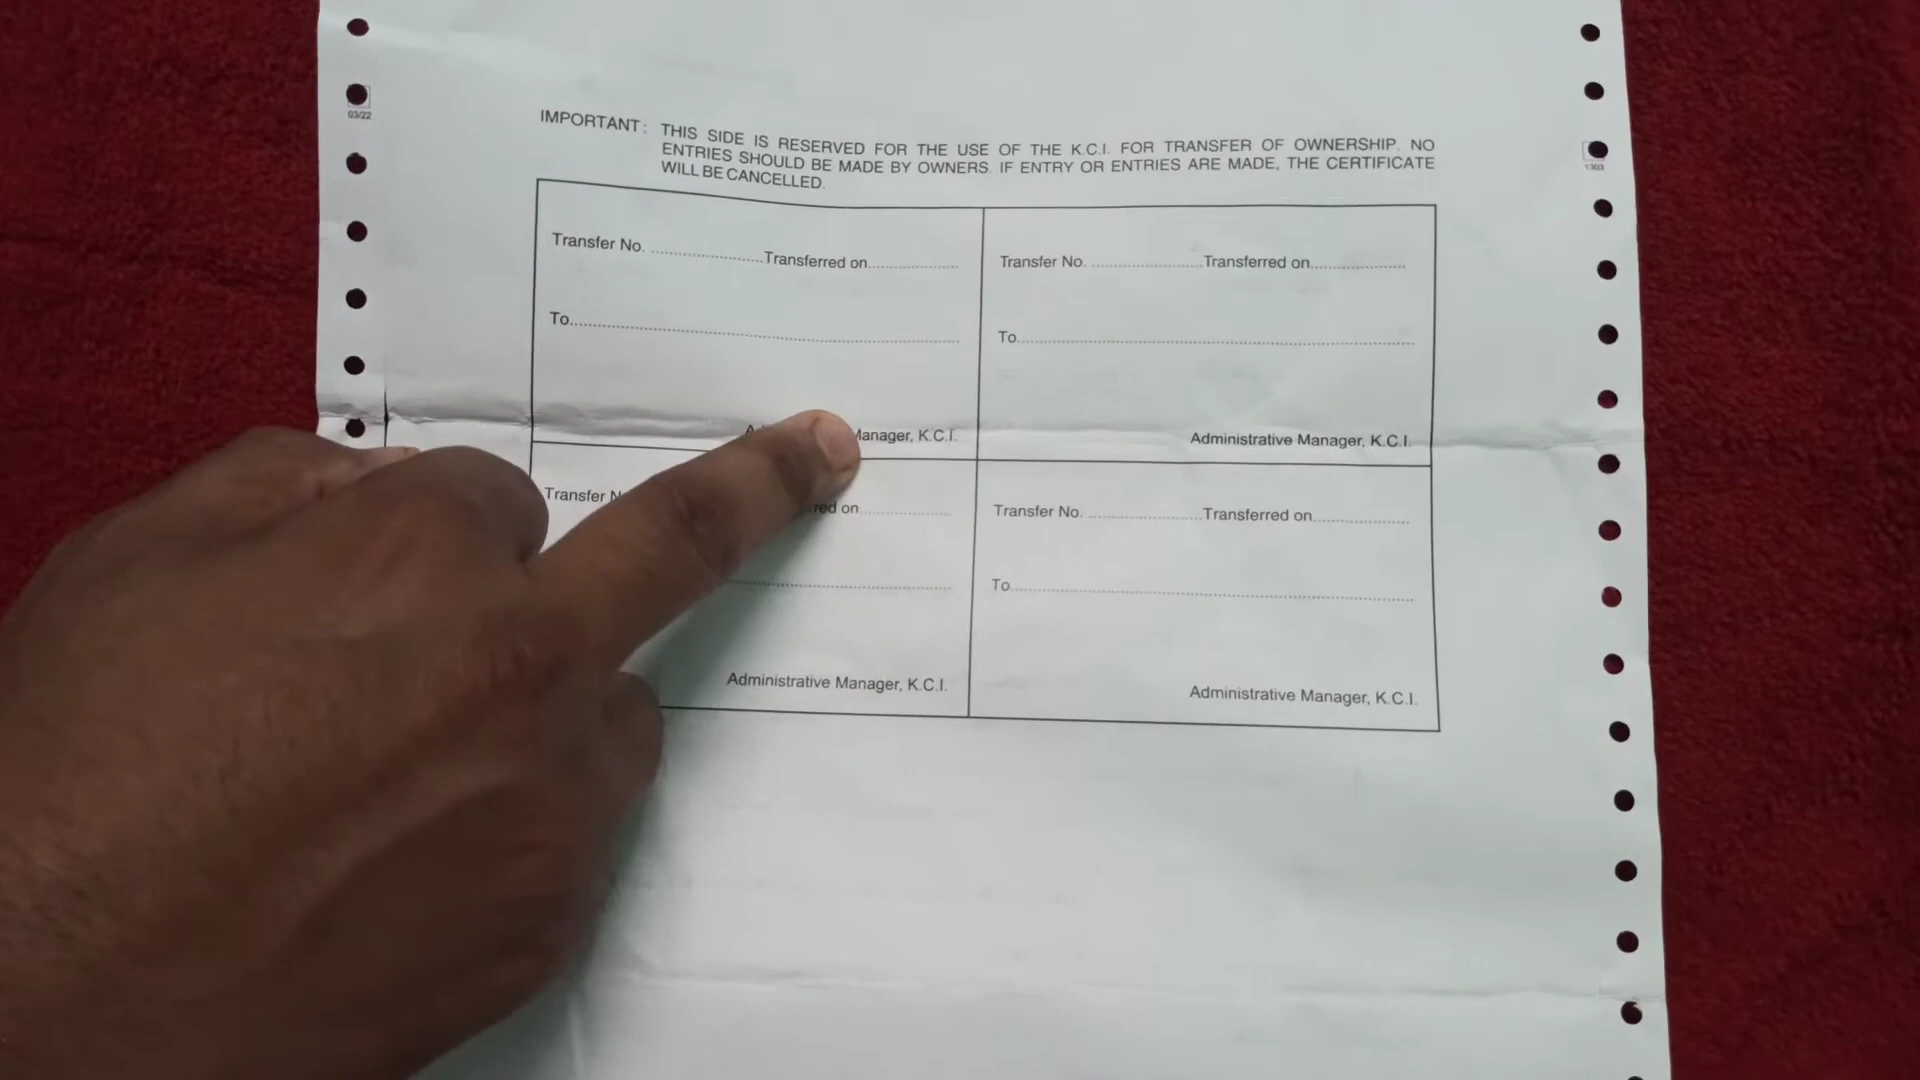 03/22
IMPORTANT: THIS SIDE IS RESERVED FOR THE USE OF THE K.C.I. FOR TRANSFER OF OWNERSHIP. NO
ENTRIES SHOULD BE MADE BY OWNERS. IF ENTRY OR ENTRIES ARE MADE, THE CERTIFICATE
WILL BE CANCELLED.
Transfer No. .................... Transferred on ....................
To ....................
Manager, K.C.I.
Transfer No. .................... Transferred on ....................
To ....................
Administrative Manager, K.C.I.
Transfer
on ....................
Administrative Manager, K.C.I.
Transfer No. .................... Transferred on ....................
To ....................
Administrative Manager, K.C.I.